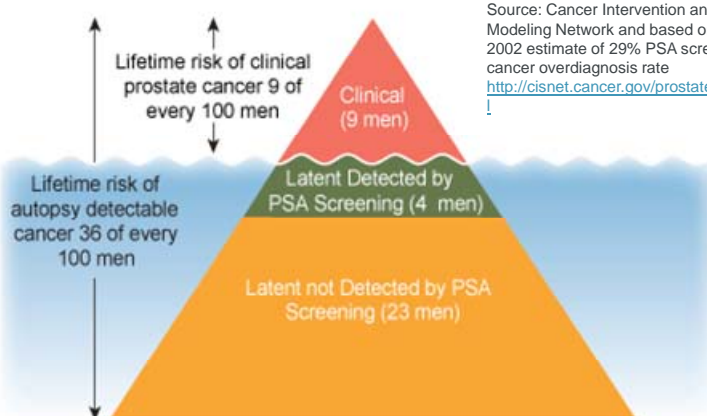 Source: Cancer Intervention an
Modeling Network and based o
2002 estimate of 29% PSA scre
cancer overdiagnosis rate
http://cisnet.cancer.gov/prostate
l
Lifetime risk of clinical
prostate cancer 9 of
every 100 men
Clinical
(9 men)
Lifetime risk of
autopsy detectable
cancer 36 of every
100 men
Latent Detected by
PSA Screening (4 men)
Latent not Detected by PSA
Screening (23 men)